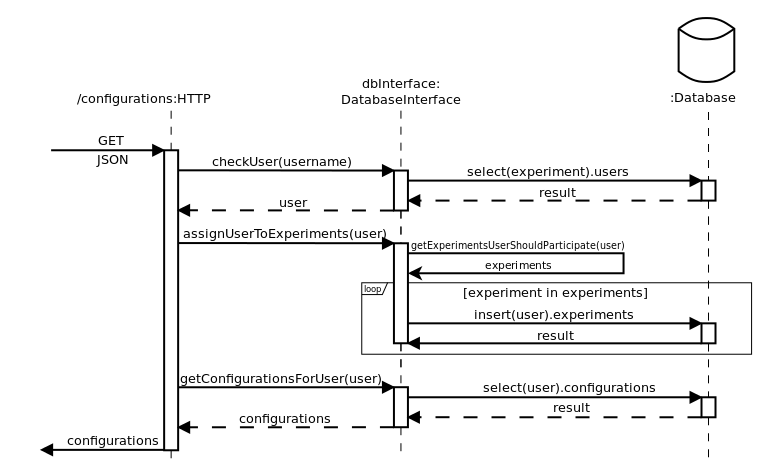 dbInterface:
/configurations:HTTP
DatabaseInterface
:Database
GET
JSON
checkUser(username)
select(experiment).users
result
user
assignUserToExperiments(user)
getExperimentsUserShouldParticipate(user)
experiments
loop
[experiment in experiments]
insert(user).experiments
result
getConfigurationsForUser(user)
select(user).configurations
result
configurations
configurations